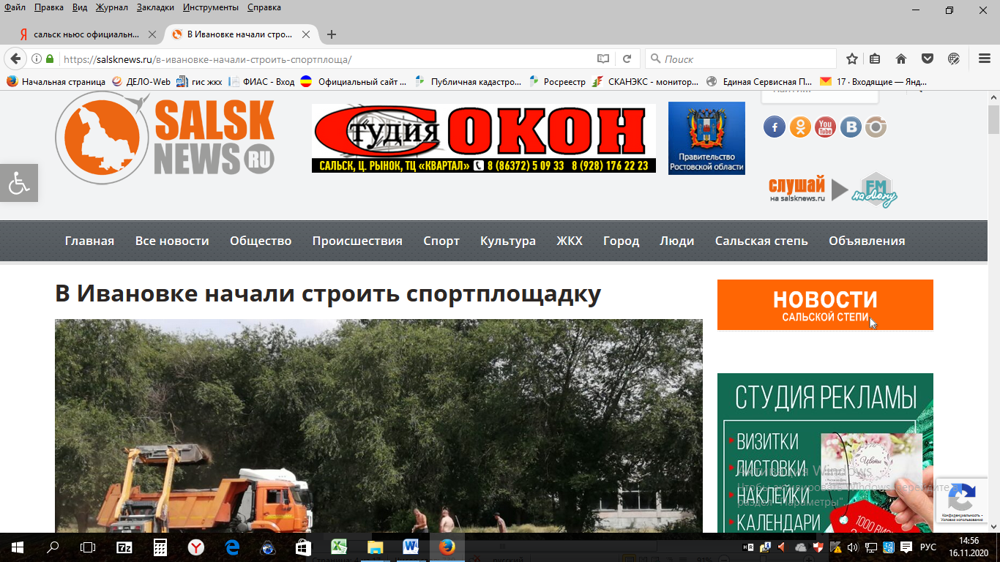 Файл Правка Вид Журнал Закладки Инструменты Справка
сальск ньюс официальн...
В Ивановке начали стро...
https://salsknews.ru/в-ивановке-начали-строить-спортплоща/
Поиск
Начальная страница ДЕЛО-Web гис жкх ФИАС - Вход Официальный сайт ... Публичная кадастро... Росреестр СКАНЭКС - монитор... Единая Сервисная П... 17 · Входящие — Янд...
SALSK
NEWS RU
Студия ОКОН
САЛЬСК, Ц. РЫНОК, ТЦ «КВАРТАЛ» 8 (86372) 5 09 33 8 (928) 176 22 23
Правительство
Ростовской области
You
Tube
слушай
на salsknews.ru
FM
на Дону
Главная Все новости Общество Происшествия Спорт Культура ЖКХ Город Люди Сальская степь Объявления
В Ивановке начали строить спортплощадку
НОВОСТИ
САЛЬСКОЙ СТЕПИ
СТУДИЯ РЕКЛАМЫ
ВИЗИТКИ
ЛИСТОВКИ
НАКЛЕЙКИ
КАЛЕНДАРИ
Цветы
1000 ВИЗ
Активация Windows
Чтобы активировать Windows, перейдите в
раздел "Параметры".
Конфиденциальность -
Условия использования
РУС
14:56
16.11.2020